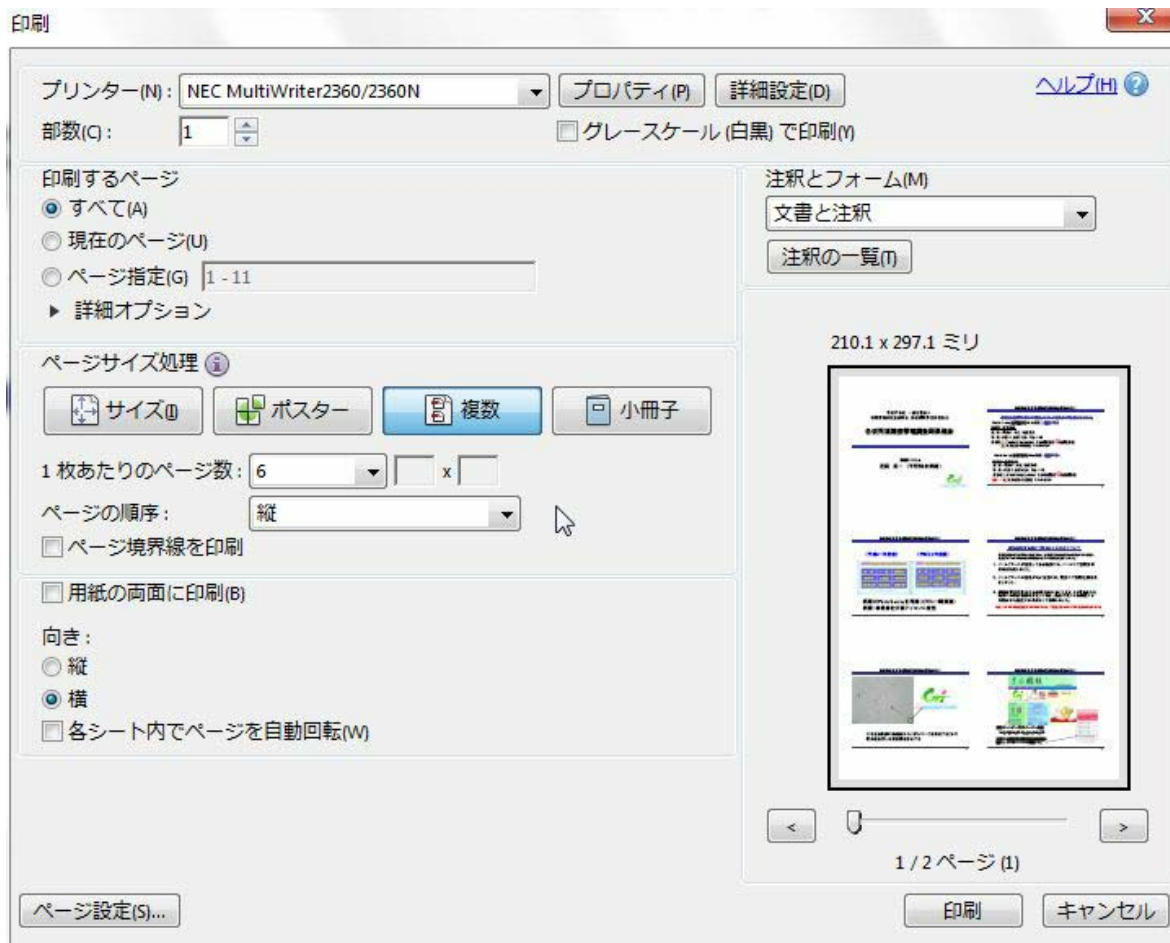 印刷
プリンター(N): NEC MultiWriter2360/2360N プロパティ(P) 詳細設定(D) ヘルプ(H)
部数(C): 1 グレースケール (白黒) で印刷(Y)
印刷するページ
すべて(A)
現在のページ(U)
ページ指定(G) 1 - 11
詳細オプション
注釈とフォーム(M)
文書と注釈
注釈の一覧(T)
ページサイズ処理
サイズ(I) ポスター 複数 小冊子
1 枚あたりのページ数: 6 x
ページの順序: 縦
ページ境界線を印刷
用紙の両面に印刷(B)
向き:
縦
横
各シート内でページを自動回転(W)
210.1 x 297.1 ミリ
< >
1 / 2 ページ (1)
ページ設定(S)... 印刷 キャンセル